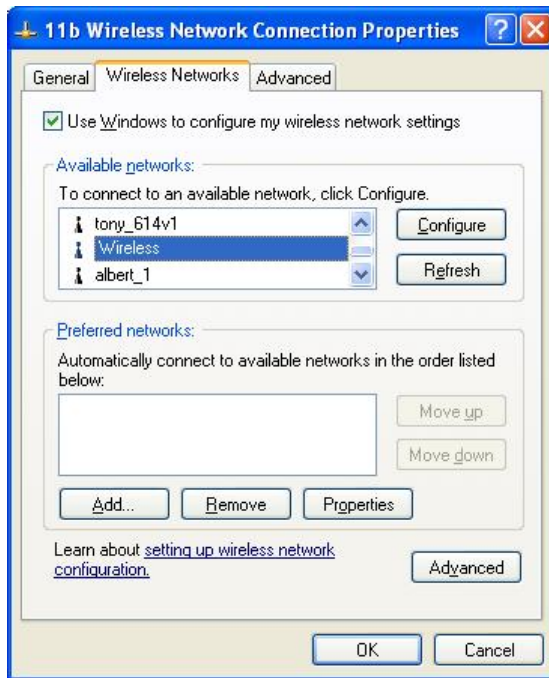 11b Wireless Network Connection Properties
General Wireless Networks Advanced
Use Windows to configure my wireless network settings
Available networks:
To connect to an available network, click Configure.
tony_614v1
Wireless
albert_1
Configure
Refresh
Preferred networks:
Automatically connect to available networks in the order listed
below:
Move up
Move down
Add... Remove Properties
Learn about setting up wireless network
configuration.
Advanced
OK Cancel